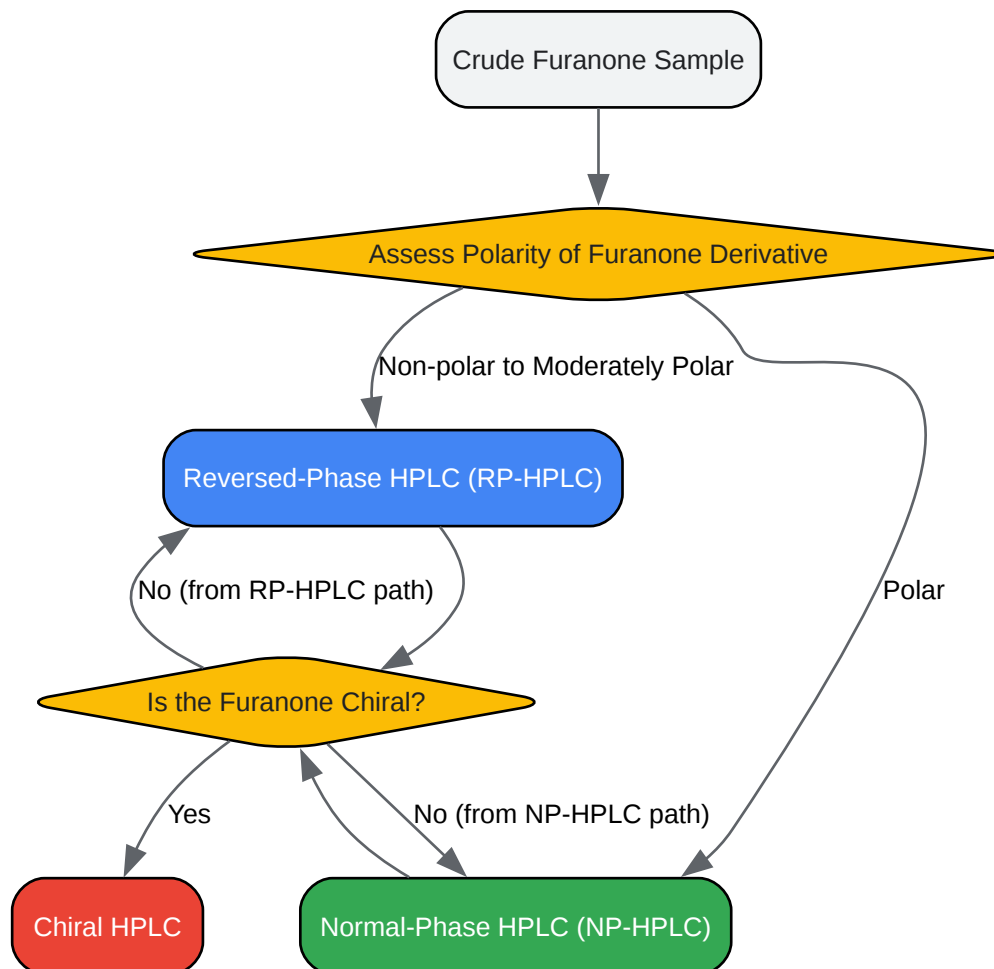 Crude Furanone Sample
Assess Polarity of Furanone Derivative
Non-polar to Moderately Polar
Reversed-Phase HPLC (RP-HPLC)
No (from RP-HPLC path)
Polar
Is the Furanone Chiral?
Yes
No (from NP-HPLC path)
Chiral HPLC
Normal-Phase HPLC (NP-HPLC)